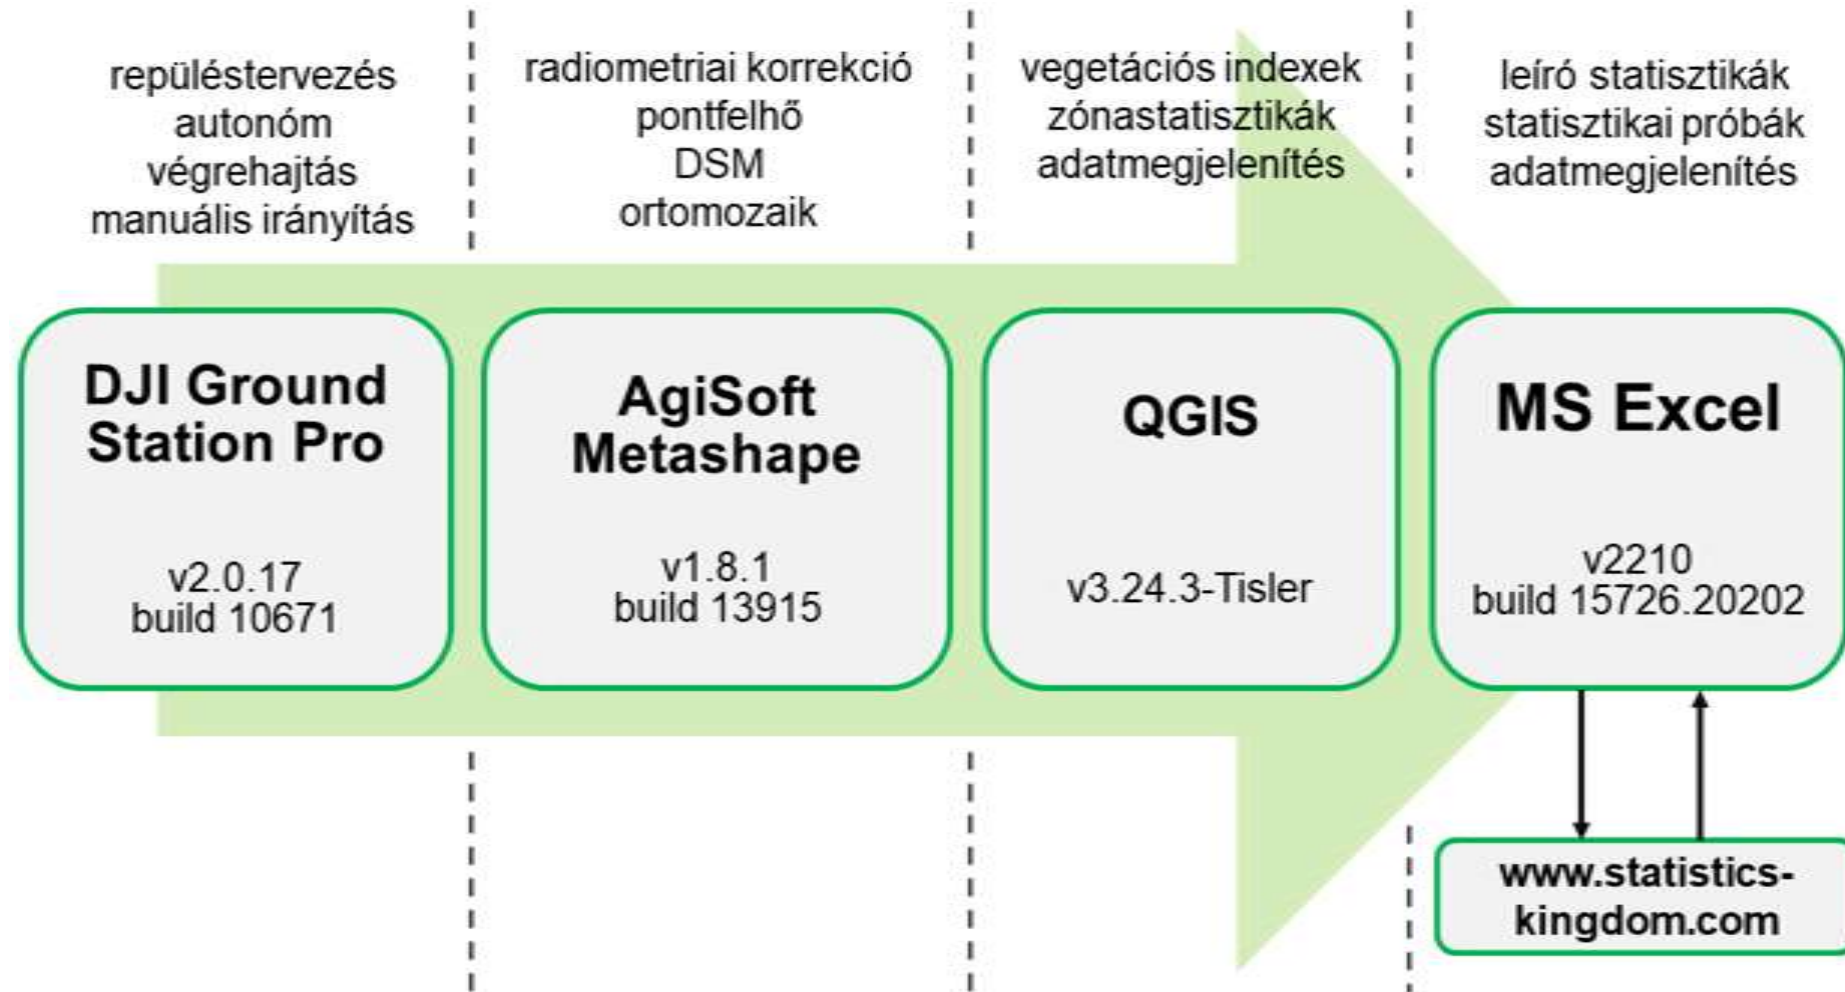 repüléstervezés
autonóm
végrehajtás
manuális irányítás
radiometriai korrekció
pontfelhő
DSM
ortomozaik
vegetációs indexek
zónastatisztikák
adatmegjelenítés
leíró statisztikák
statisztikai próbák
adatmegjelenítés
DJI Ground
Station Pro
v2.0.17
build 10671
AgiSoft
Metashape
v1.8.1
build 13915
QGIS
v3.24.3-Tisler
MS Excel
v2210
build 15726.20202
www.statistics-
kingdom.com